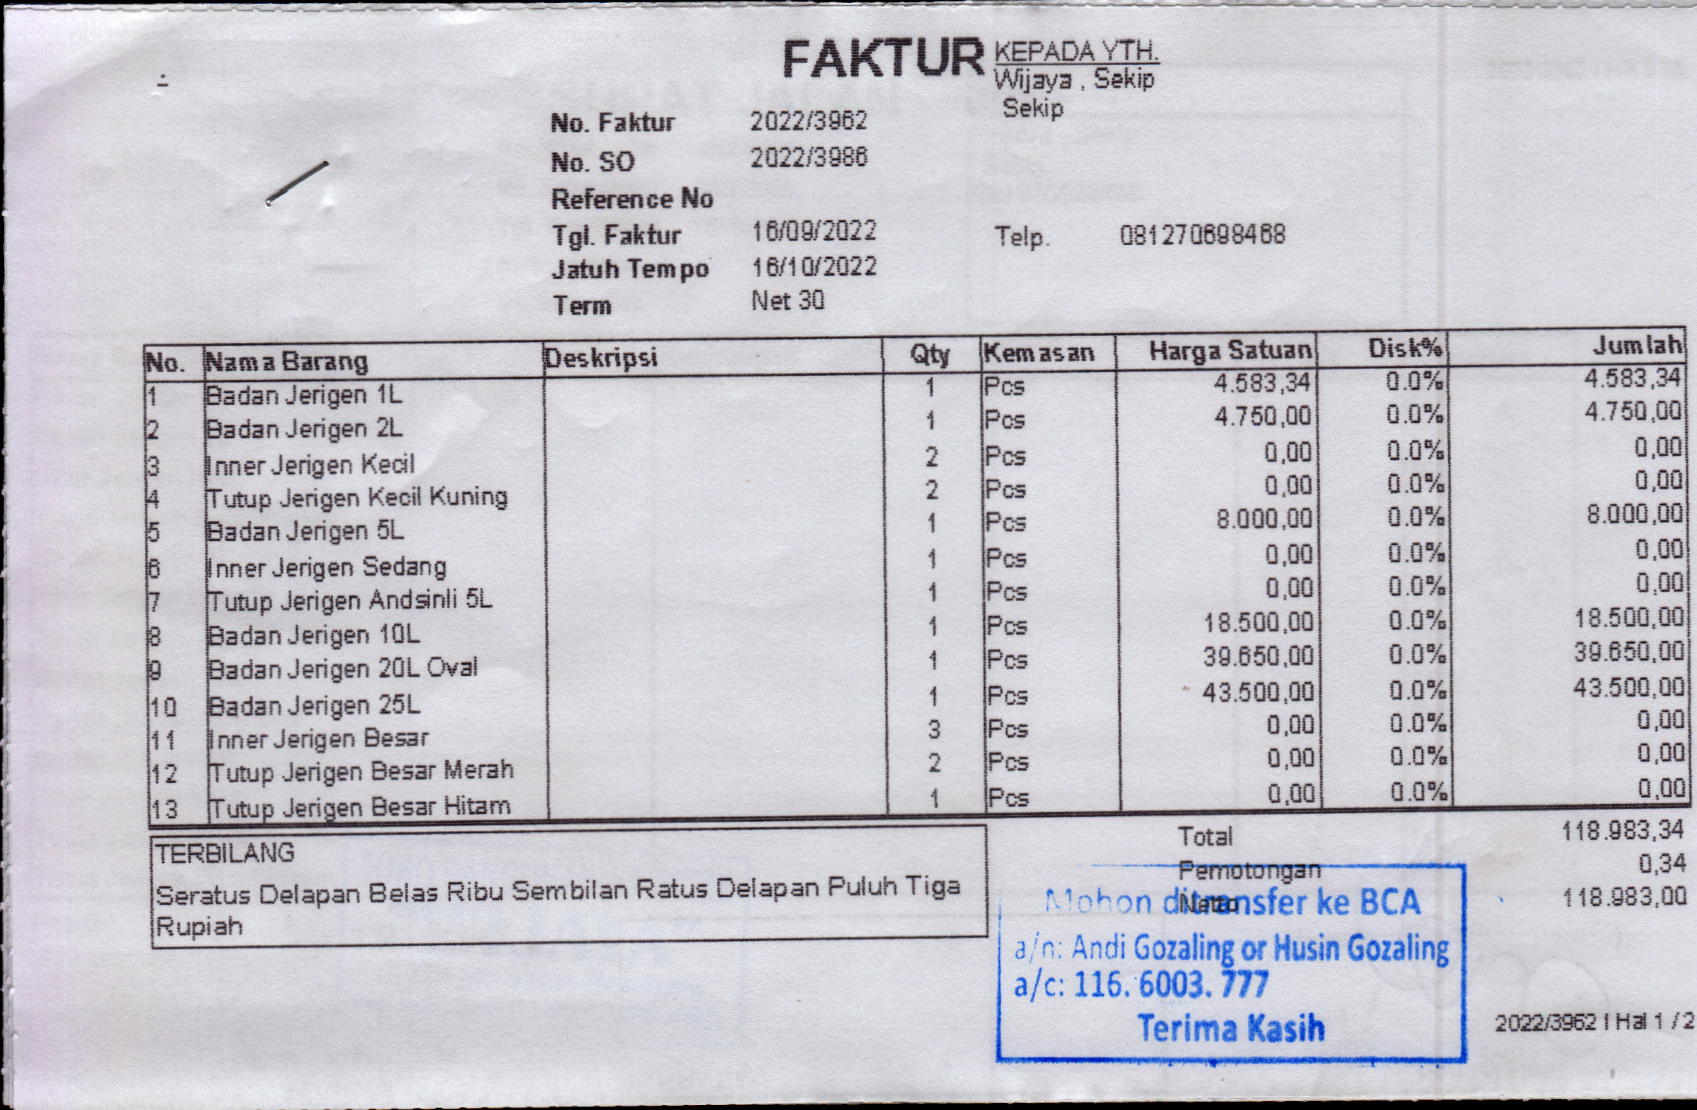 FAKTUR
KEPADA YTH.
Wijaya , Sekip
Sekip
No. Faktur 2022/3962
No. SO 2022/3986
Reference No
Tgl. Faktur 16/09/2022 Telp. 081270698468
Jatuh Tempo 16/10/2022
Term Net 30
No. Nama Barang Deskripsi Qty Kemasan Harga Satuan Disk% Jumlah
1 Badan Jerigen 1L 1 Pcs 4.583,34 0.0% 4.583,34
2 Badan Jerigen 2L 1 Pcs 4.750,00 0.0% 4.750,00
3 Inner Jerigen Kecil 2 Pcs 0,00 0.0% 0,00
4 Tutup Jerigen Kecil Kuning 2 Pcs 0,00 0.0% 0,00
5 Badan Jerigen 5L 1 Pcs 8.000,00 0.0% 8.000,00
6 Inner Jerigen Sedang 1 Pcs 0,00 0.0% 0,00
7 Tutup Jerigen Andsinli 5L 1 Pcs 0,00 0.0% 0,00
8 Badan Jerigen 10L 1 Pcs 18.500,00 0.0% 18.500,00
9 Badan Jerigen 20L Oval 1 Pcs 39.650,00 0.0% 39.650,00
10 Badan Jerigen 25L 1 Pcs 43.500,00 0.0% 43.500,00
11 Inner Jerigen Besar 3 Pcs 0,00 0.0% 0,00
12 Tutup Jerigen Besar Merah 2 Pcs 0,00 0.0% 0,00
13 Tutup Jerigen Besar Hitam 1 Pcs 0,00 0.0% 0,00
TERBILANG
Seratus Delapan Belas Ribu Sembilan Ratus Delapan Puluh Tiga
Rupiah
Total 118.983,34
Pemotongan 0,34
Netto 118.983,00
Mohon ditransfer ke BCA
a/n: Andi Gozaling or Husin Gozaling
a/c: 116. 6003. 777
Terima Kasih
2022/3962 | Hal 1 / 2